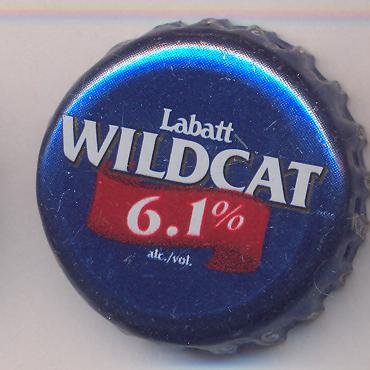 Labatt
WILDCAT
6.1%
alc./vol.